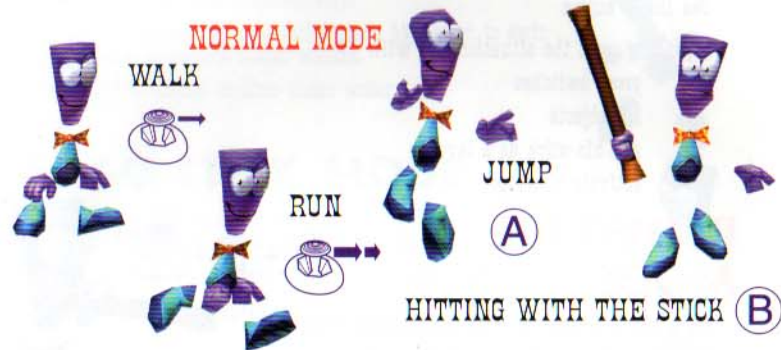 NORMAL MODE
WALK
RUN
JUMP
A
HITTING WITH THE STICK B